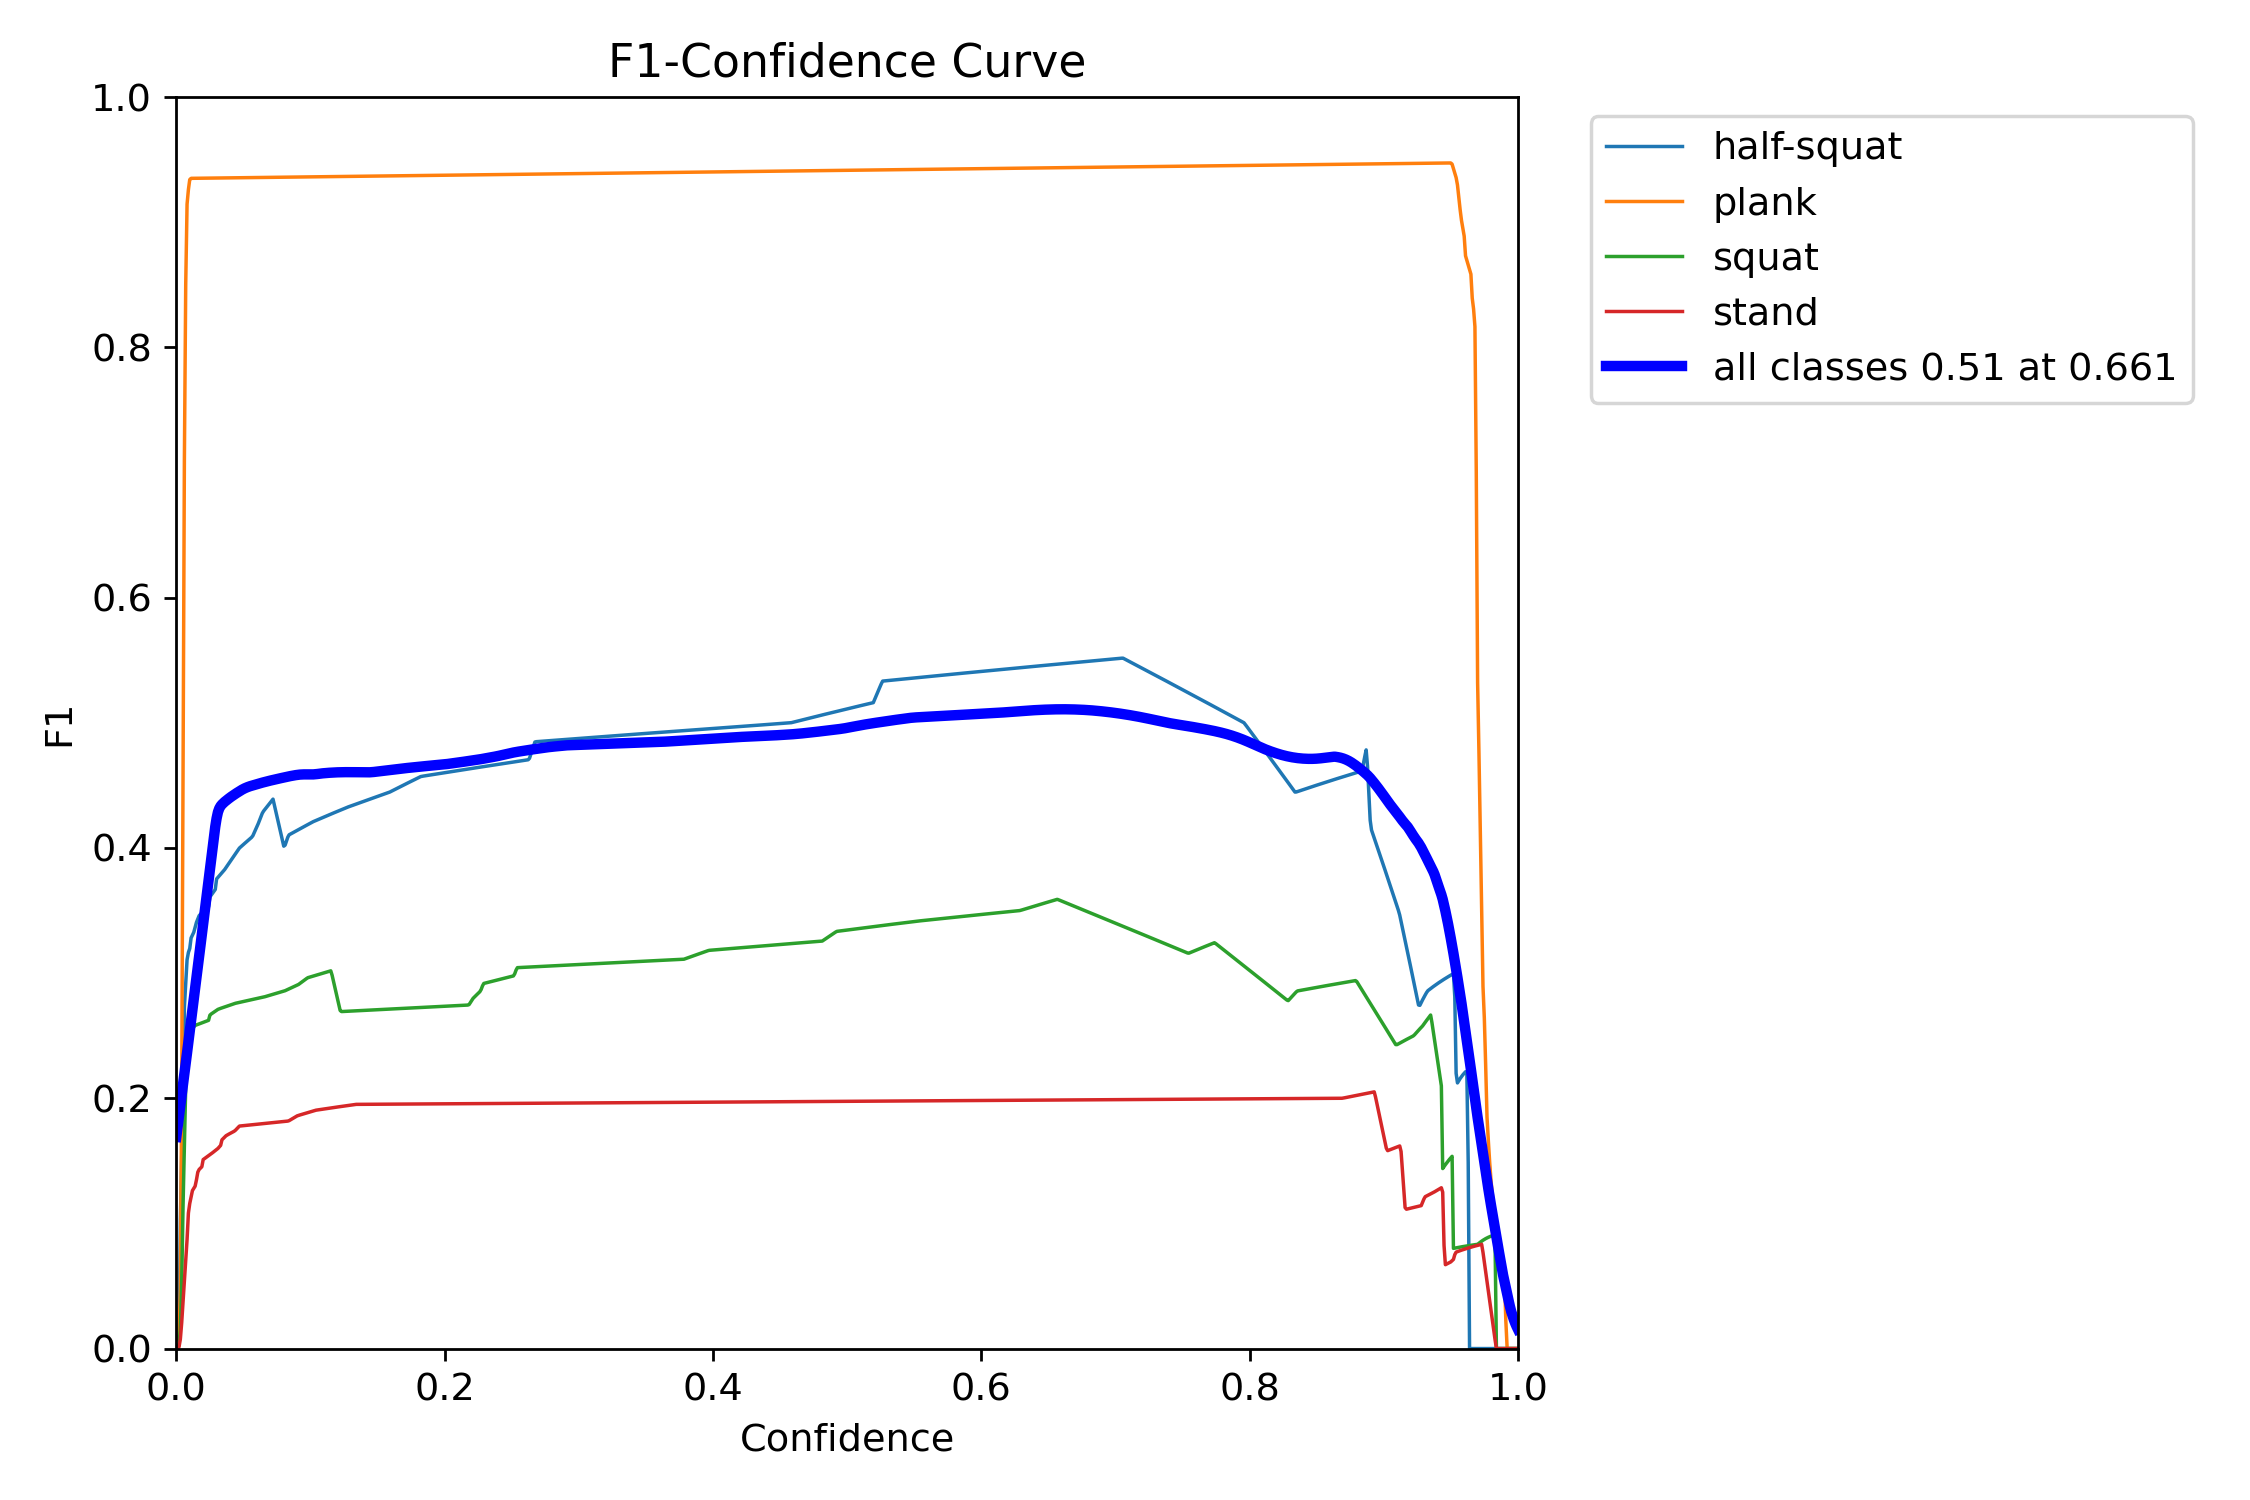 F1-Confidence Curve
1.0
0.8
0.6
0.4
0.2
0.0
F1
0.0 0.2 0.4 0.6 0.8 1.0
Confidence
half-squat
plank
squat
stand
all classes 0.51 at 0.661